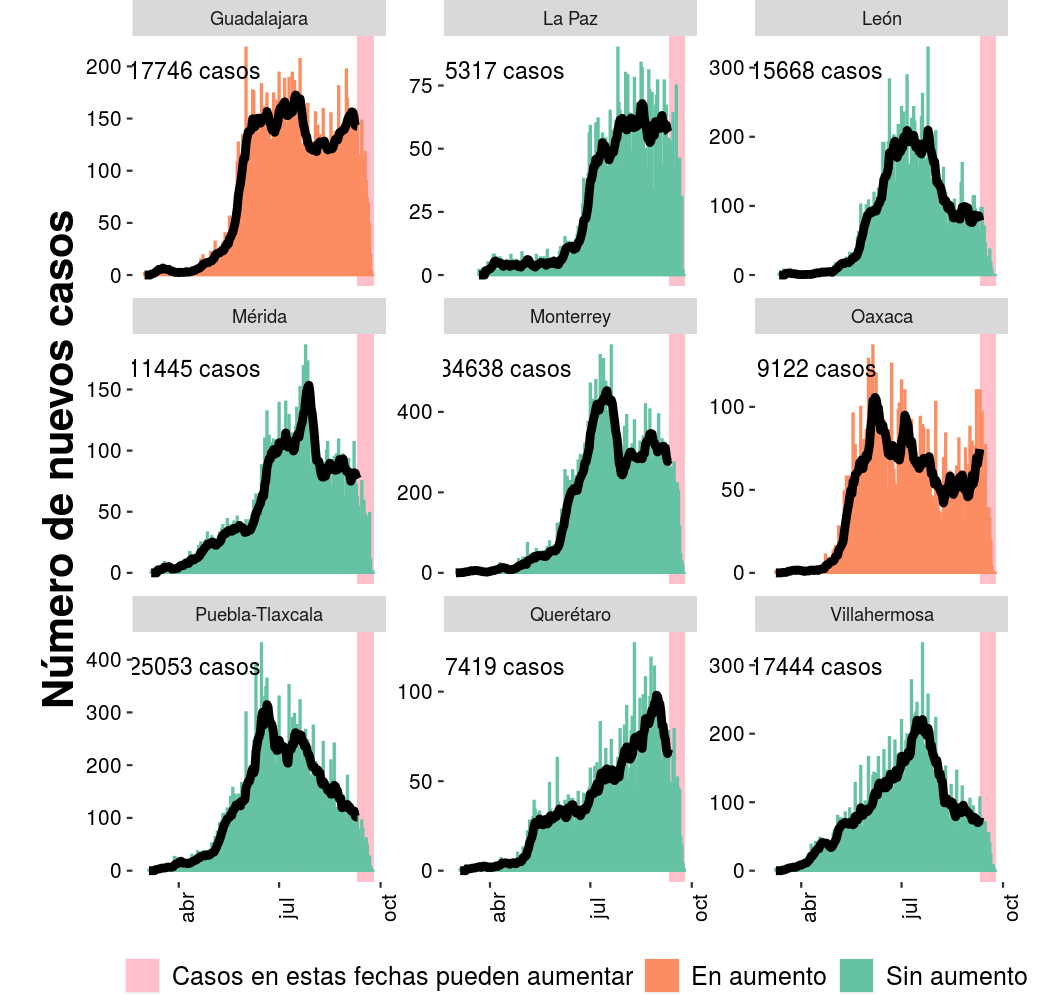 Número de nuevos casos
Guadalajara
La Paz
León
17746 casos
5317 casos
15668 casos
200
150
100
50
0
75
50
25
0
300
200
100
0
Mérida
Monterrey
Oaxaca
11445 casos
34638 casos
9122 casos
150
100
50
0
400
200
0
100
50
0
Puebla-Tlaxcala
Querétaro
Villahermosa
25053 casos
7419 casos
17444 casos
400
300
200
100
0
100
50
0
300
200
100
0
abr
jul
oct
abr
jul
oct
abr
jul
oct
Casos en estas fechas pueden aumentar
En aumento
Sin aumento